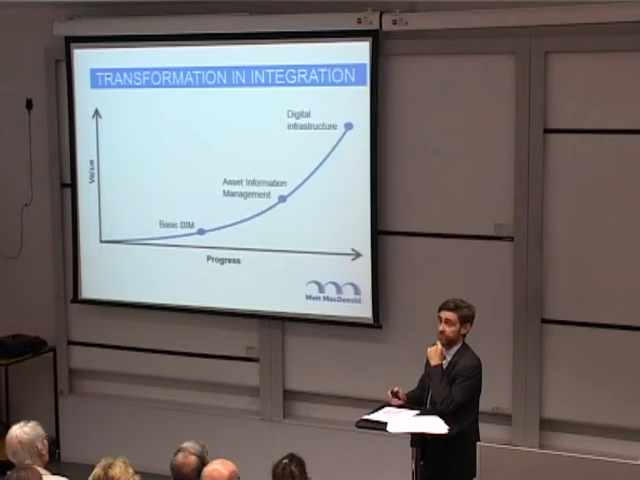 TRANSFORMATION IN INTEGRATION
Digital
infrastructure
Asset Information
Management
Basic BIM
Value
Progress
Mott MacDonald